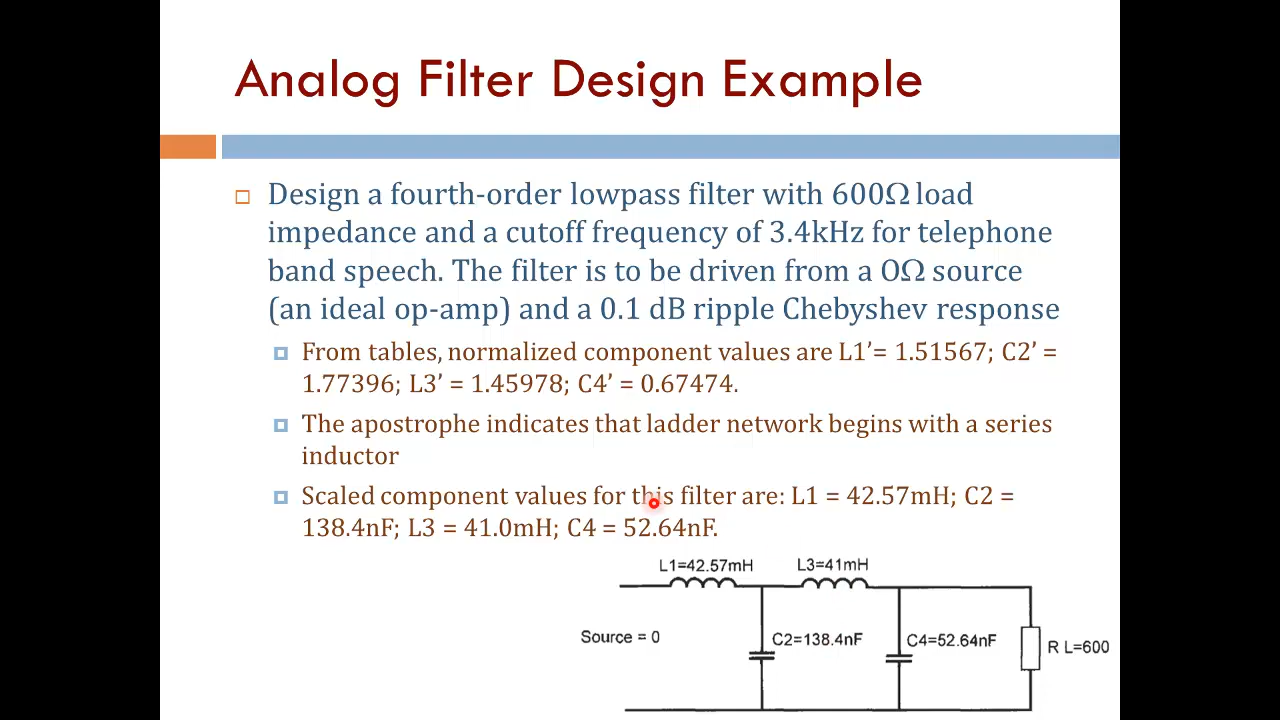 Analog Filter Design Example
Design a fourth-order lowpass filter with 600Ω load
impedance and a cutoff frequency of 3.4kHz for telephone
band speech. The filter is to be driven from a 0Ω source
(an ideal op-amp) and a 0.1 dB ripple Chebyshev response
From tables, normalized component values are L1’= 1.51567; C2’ =
1.77396; L3’ = 1.45978; C4’ = 0.67474.
The apostrophe indicates that ladder network begins with a series
inductor
Scaled component values for this filter are: L1 = 42.57mH; C2 =
138.4nF; L3 = 41.0mH; C4 = 52.64nF.
L1=42.57mH
L3=41mH
Source = 0
C2=138.4nF
C4=52.64nF
R L=600